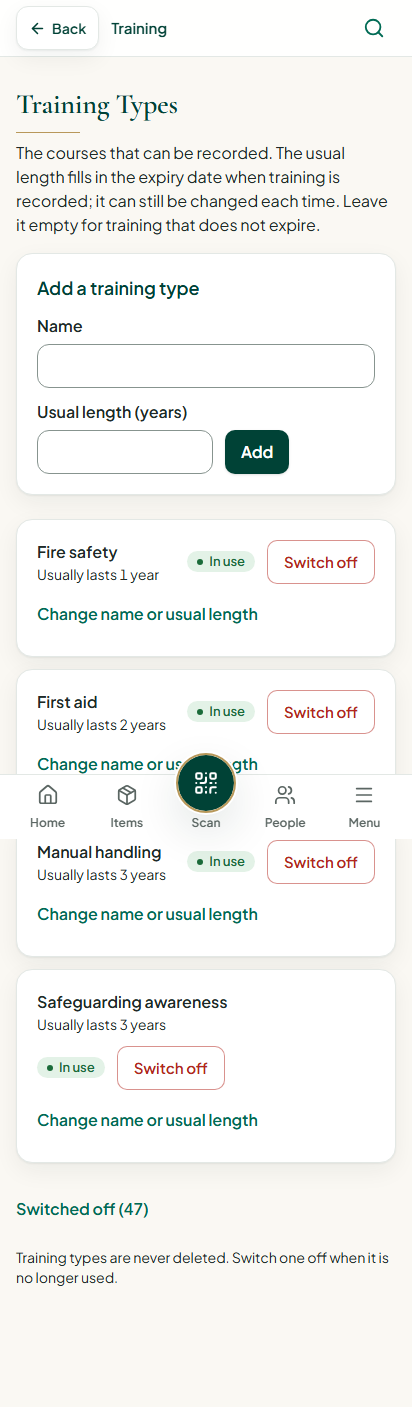 Back Training
Training Types
The courses that can be recorded. The usual
length fills in the expiry date when training is
recorded; it can still be changed each time. Leave
it empty for training that does not expire.
Add a training type
Name
Usual length (years)
Add
Fire safety
Usually lasts 1 year
In use
Switch off
Change name or usual length
First aid
Usually lasts 2 years
In use
Switch off
Change name or usual length
Home
Items
Scan
People
Menu
Manual handling
Usually lasts 3 years
In use
Switch off
Change name or usual length
Safeguarding awareness
Usually lasts 3 years
In use
Switch off
Change name or usual length
Switched off (47)
Training types are never deleted. Switch one off when it is
no longer used.